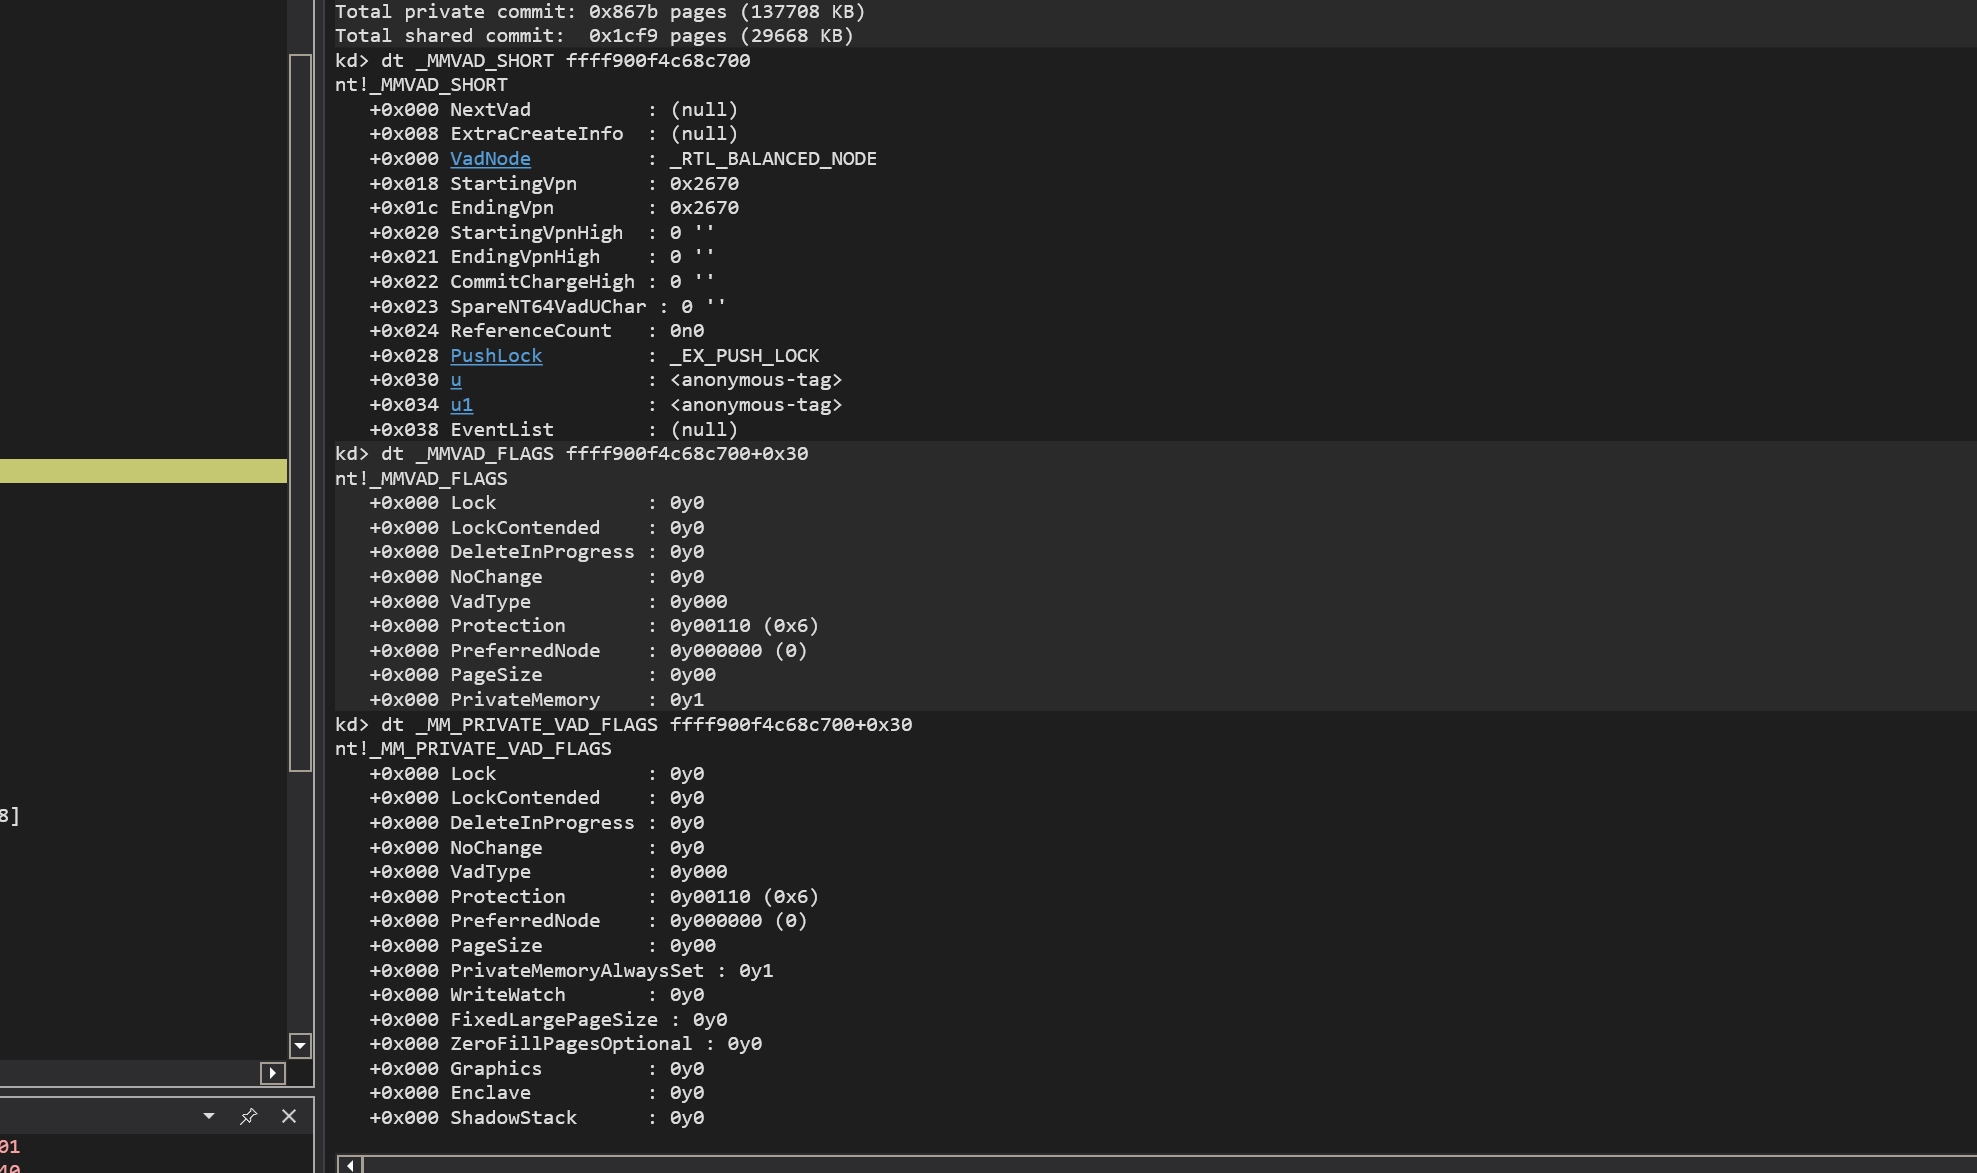 Total private commit: 0x867b pages (137708 KB)
Total shared commit:  0x1cf9 pages (29668 KB)
kd> dt _MMVAD_SHORT ffff900f4c68c700
nt!_MMVAD_SHORT
   +0x000 NextVad          : (null)
   +0x008 ExtraCreateInfo  : (null)
   +0x000 VadNode          : _RTL_BALANCED_NODE
   +0x018 StartingVpn      : 0x2670
   +0x01c EndingVpn        : 0x2670
   +0x020 StartingVpnHigh  : 0 ''
   +0x021 EndingVpnHigh    : 0 ''
   +0x022 CommitChargeHigh : 0 ''
   +0x023 SpareNT64VadUChar : 0 ''
   +0x024 ReferenceCount   : 0n0
   +0x028 PushLock         : _EX_PUSH_LOCK
   +0x030 u                : <anonymous-tag>
   +0x034 u1               : <anonymous-tag>
   +0x038 EventList        : (null)
kd> dt _MMVAD_FLAGS ffff900f4c68c700+0x30
nt!_MMVAD_FLAGS
   +0x000 Lock             : 0y0
   +0x000 LockContended    : 0y0
   +0x000 DeleteInProgress : 0y0
   +0x000 NoChange         : 0y0
   +0x000 VadType          : 0y000
   +0x000 Protection       : 0y00110 (0x6)
   +0x000 PreferredNode    : 0y000000 (0)
   +0x000 PageSize         : 0y00
   +0x000 PrivateMemory    : 0y1
kd> dt _MM_PRIVATE_VAD_FLAGS ffff900f4c68c700+0x30
nt!_MM_PRIVATE_VAD_FLAGS
   +0x000 Lock             : 0y0
   +0x000 LockContended    : 0y0
   +0x000 DeleteInProgress : 0y0
   +0x000 NoChange         : 0y0
   +0x000 VadType          : 0y000
   +0x000 Protection       : 0y00110 (0x6)
   +0x000 PreferredNode    : 0y000000 (0)
   +0x000 PageSize         : 0y00
   +0x000 PrivateMemoryAlwaysSet : 0y1
   +0x000 WriteWatch       : 0y0
   +0x000 FixedLargePageSize : 0y0
   +0x000 ZeroFillPagesOptional : 0y0
   +0x000 Graphics         : 0y0
   +0x000 Enclave          : 0y0
   +0x000 ShadowStack      : 0y0
8]
01